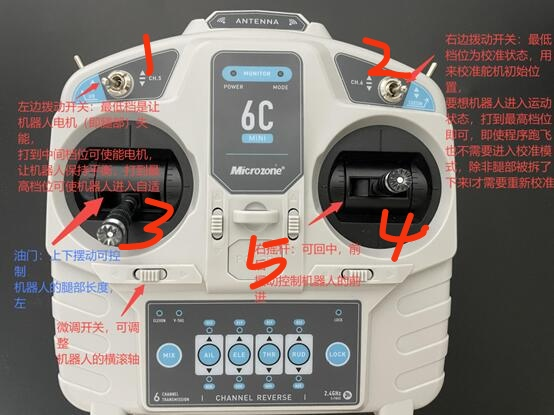 ANTENNA
1
CH.5
左边拨动开关：最低档是让
机器人电机（即腿部）失
能，
打到中间档位可使能电机，
让机器人保持平衡，打到最
高档位可使机器人进入自适
MONITOR
POWER MODE
6C
MINI
Microzone
2
CH.6
右边拨动开关：最低
档位为校准状态，用
来校准舵机初始位
置，
要想机器人进入运动
状态，打到最高档位
即可，即使程序跑飞
也不需要进入校准模
式，除非腿部被拆了
下来才需要重新校准
3
4
5
油门：上下摆动可控
制
机器人的腿部长度，
左
右摇杆：可回中，前
摆动控制机器人的前
进
微调开关，可调
整
机器人的横滚轴
ELEVON V-TAIL
LOCK
MIX
AIL
ELE
THR
RUD
LOCK
6 CHANNEL TRANSMISSION
CHANNEL REVERSE
2.4GHz